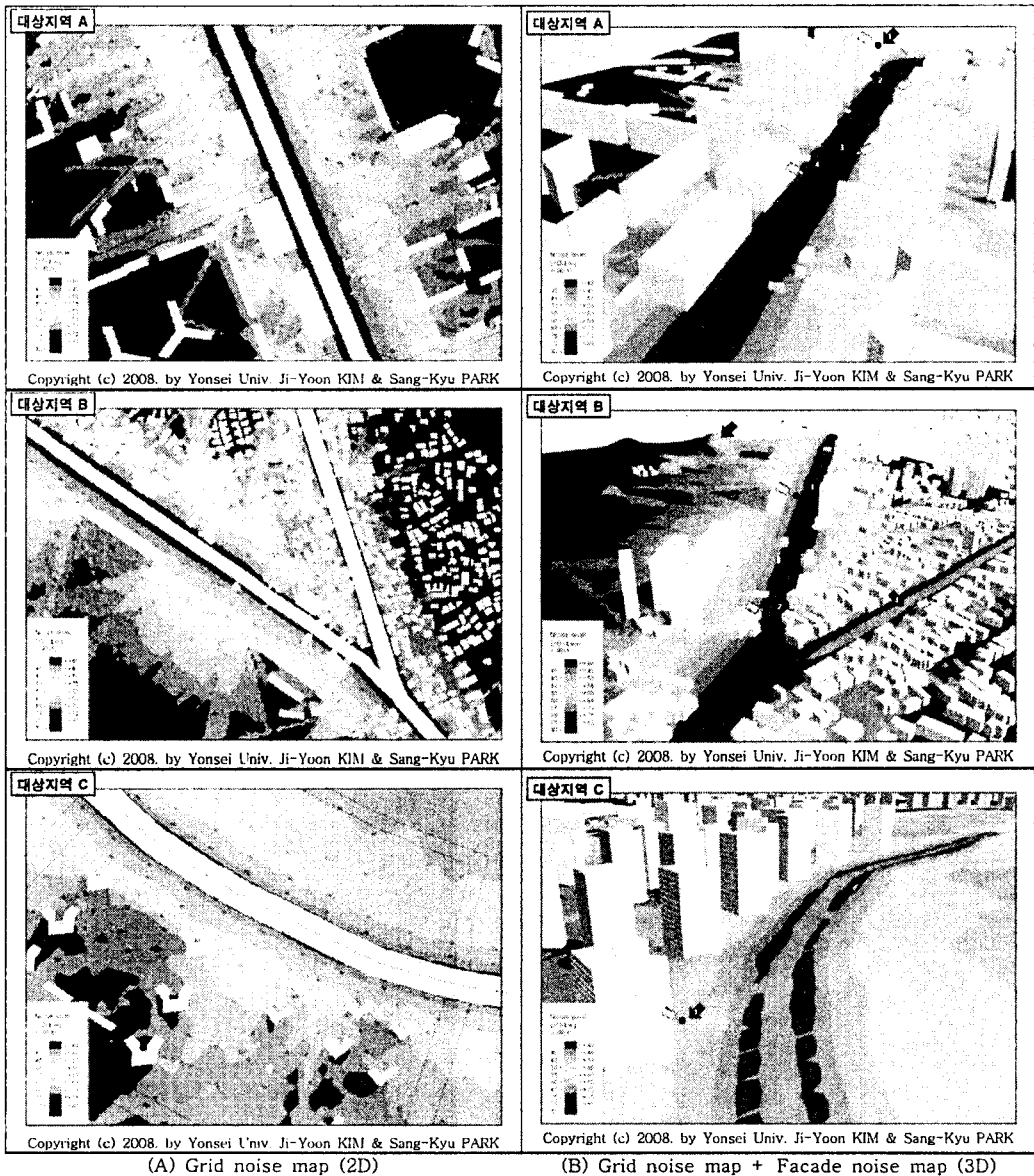 대상지역 A
대상지역 A
Copyright (c) 2008. by Yonsei Univ. Ji-Yoon KIM & Sang-Kyu PARK
Copyright (c) 2008. by Yonsei Univ. Ji-Yoon KIM & Sang-Kyu PARK
대상지역 B
대상지역 B
Copyright (c) 2008. by Yonsei Univ. Ji-Yoon KIM & Sang-Kyu PARK
Copyright (c) 2008. by Yonsei Univ. Ji-Yoon KIM & Sang-Kyu PARK
대상지역 C
대상지역 C
Copyright (c) 2008. by Yonsei Univ. Ji-Yoon KIM & Sang-Kyu PARK
Copyright (c) 2008. by Yonsei Univ. Ji-Yoon KIM & Sang-Kyu PARK
(A) Grid noise map (2D)
(B) Grid noise map + Facade noise map (3D)